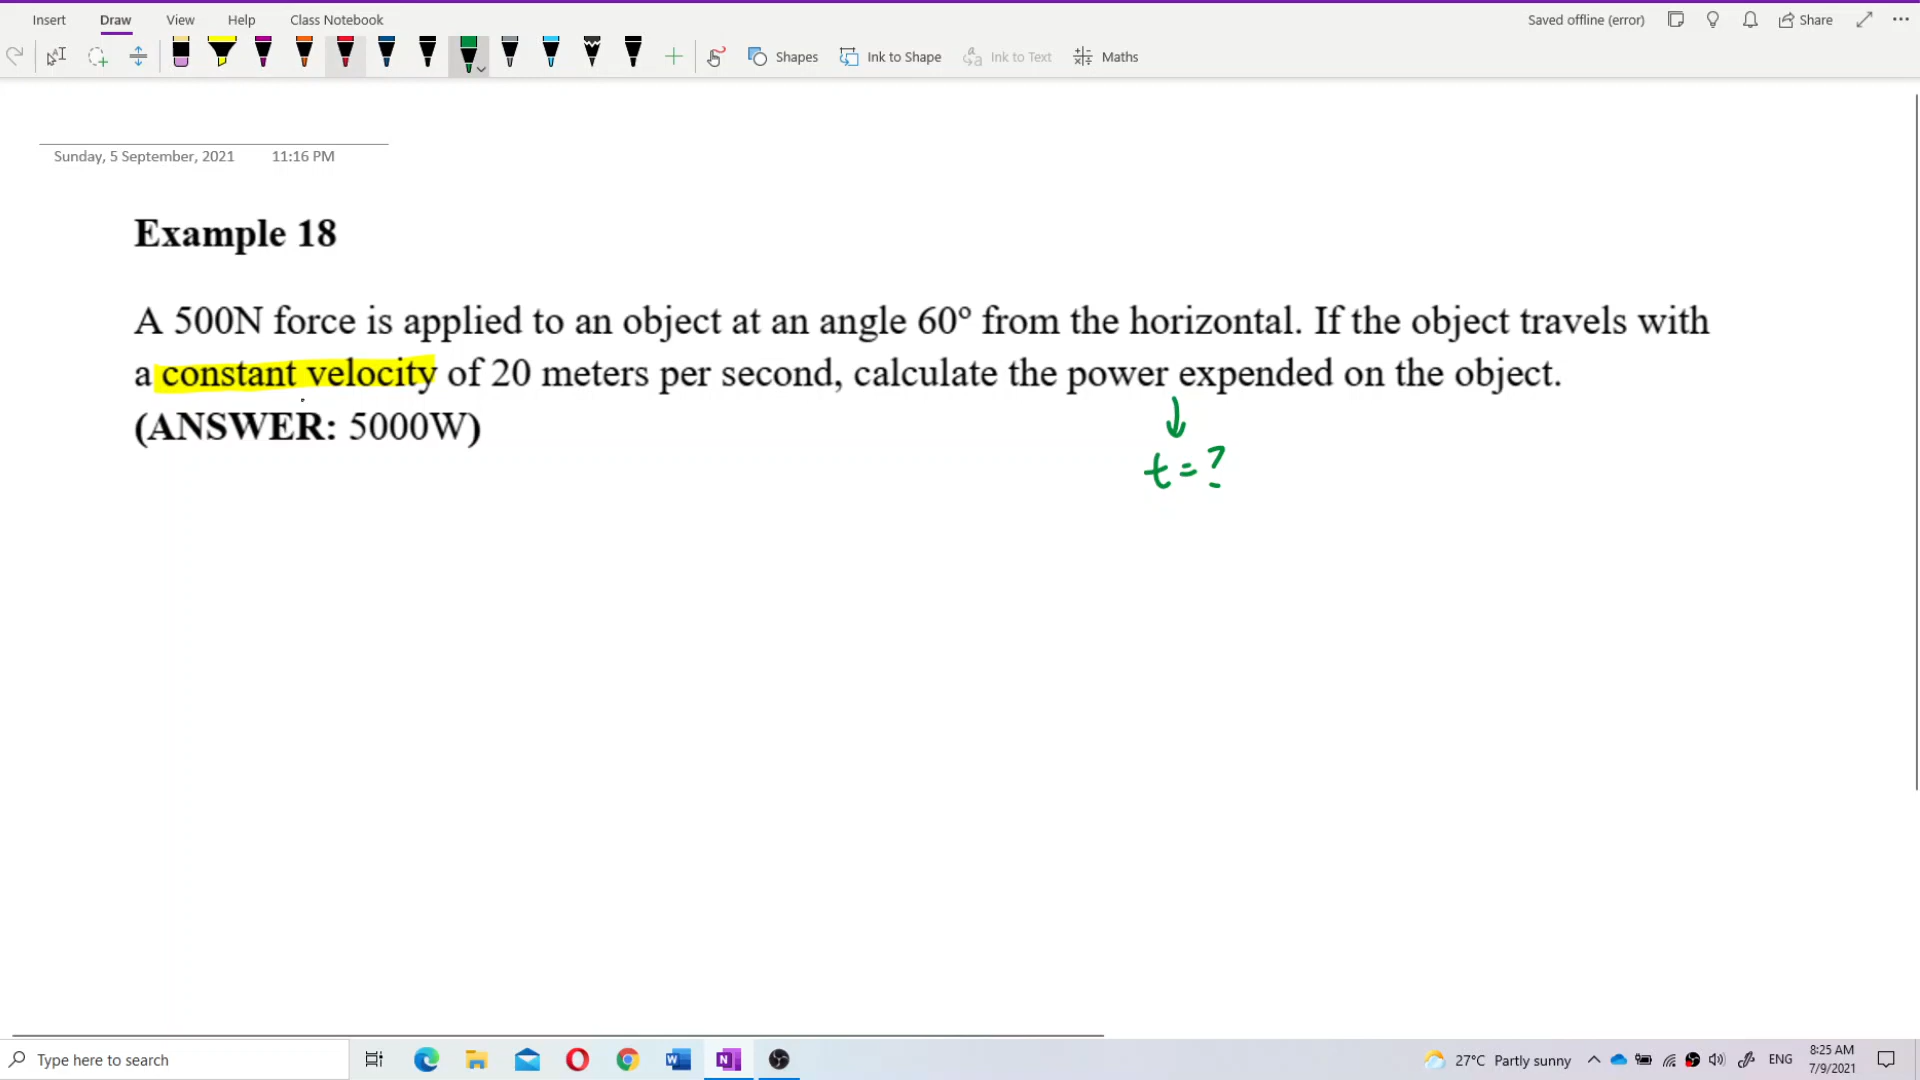 Insert Draw View Help Class Notebook Saved offline (error) Share
Shapes Ink to Shape Ink to Text Maths
Sunday, 5 September, 2021 11:16 PM
Example 18
A 500N force is applied to an object at an angle 60° from the horizontal. If the object travels with
a constant velocity of 20 meters per second, calculate the power expended on the object.
(ANSWER: 5000W)
t = ?
Type here to search 27°C Partly sunny ENG 8:25 AM
7/9/2021